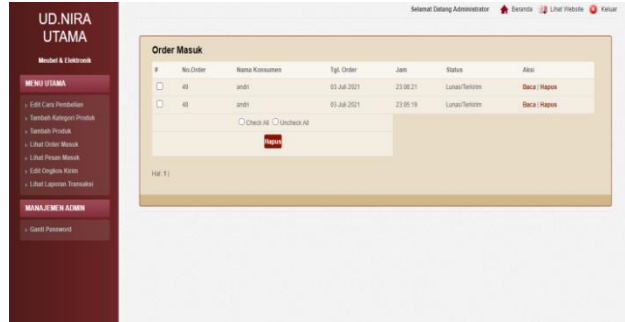 UD.NIRA
UTAMA
Meubel & Elektronik
MENU UTAMA
Edit Cara Pembelian
Tambah Kategori Produk
Tambah Produk
Lihat Order Masuk
Lihat Pesan Masuk
Edit Ongkos Kirim
Lihat Laporan Transaksi
MANAJEMEN ADMIN
Ganti Password
Selamat Datang Administrator Beranda Lihat Website Keluar
Order Masuk
# No.Order Nama Konsumen Tgl. Order Jam Status Aksi
49 andri 03 Juli 2021 23:08:21 Lunas/Terkirim Baca | Hapus
48 andri 03 Juli 2021 23:05:19 Lunas/Terkirim Baca | Hapus
Check All Uncheck All
Hapus
Hal: 1 |